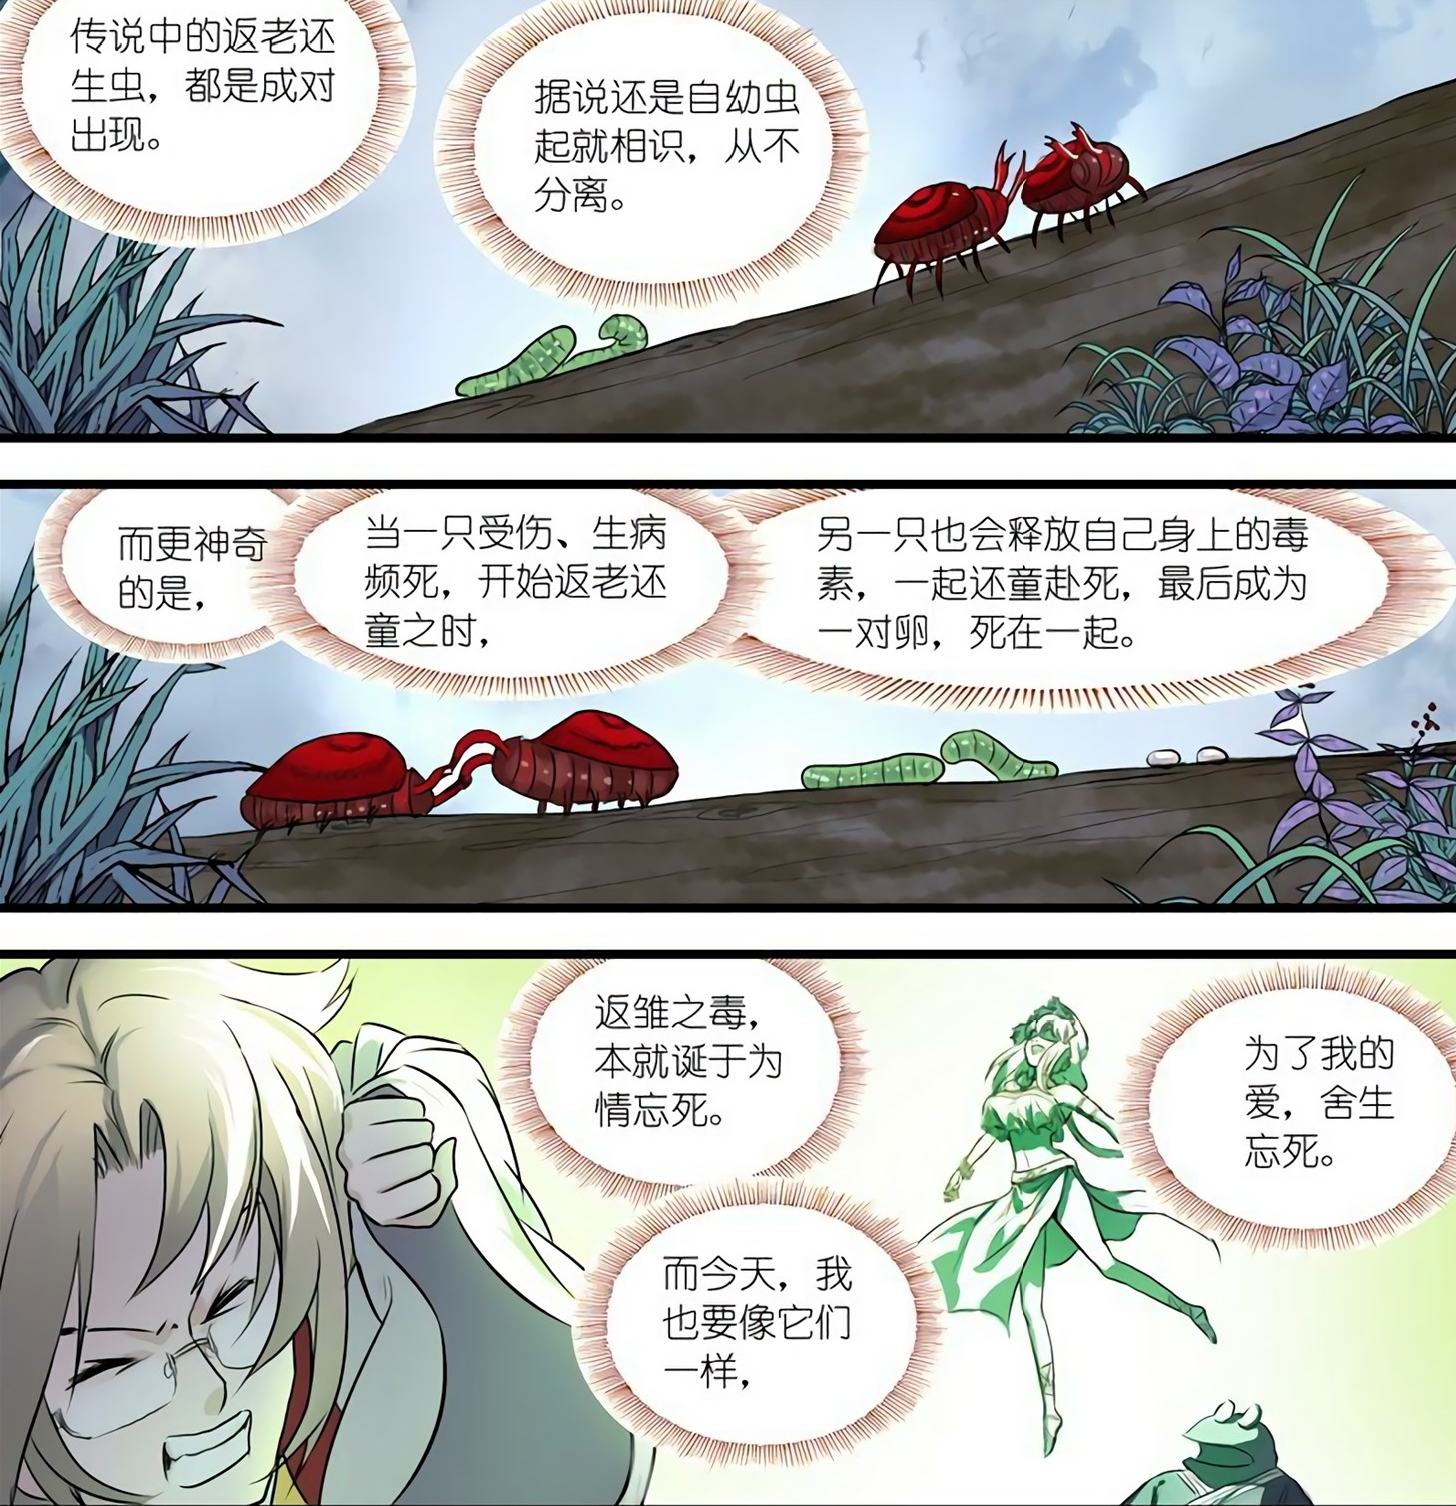 传说中的返老还
生虫，都是成对
出现。
据说还是自幼虫
起就相识，从不
分离。
而更神奇
的是，
当一只受伤、生病
频死，开始返老还
童之时，
另一只也会释放自己身上的毒
素，一起还童赴死，最后成为
一对卵，死在一起。
返雏之毒，
本就诞于为
情忘死。
而今天，我
也要像它们
一样，
为了我的
爱，舍生
忘死。